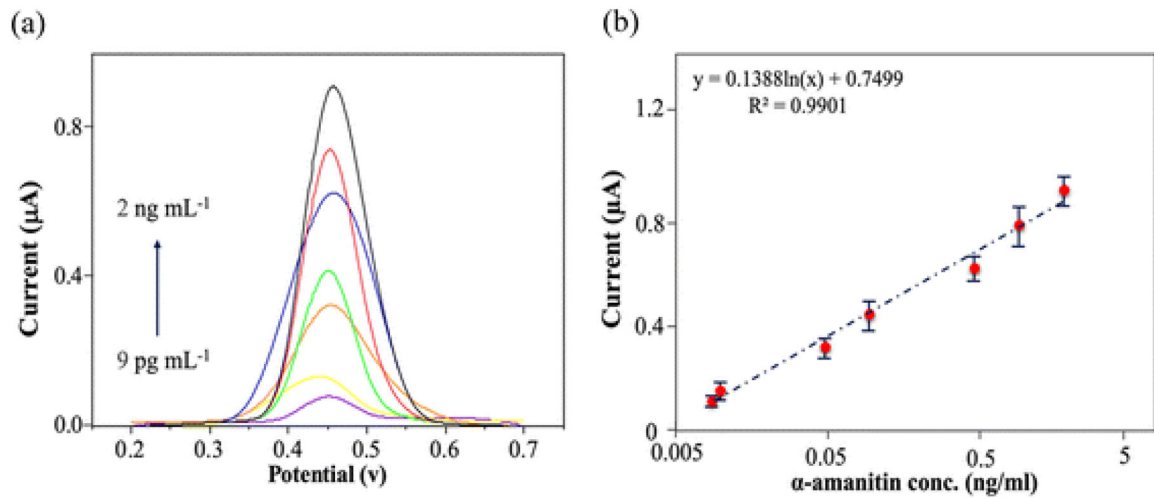 (a)
Current (μA)
0.8
0.4
0.0
2 ng mL⁻¹
9 pg mL⁻¹
0.2 0.3 0.4 0.5 0.6 0.7
Potential (v)
(b)
y = 0.1388ln(x) + 0.7499
R² = 0.9901
Current (μA)
1.2
0.8
0.4
0
0.005 0.05 0.5 5
α-amanitin conc. (ng/ml)